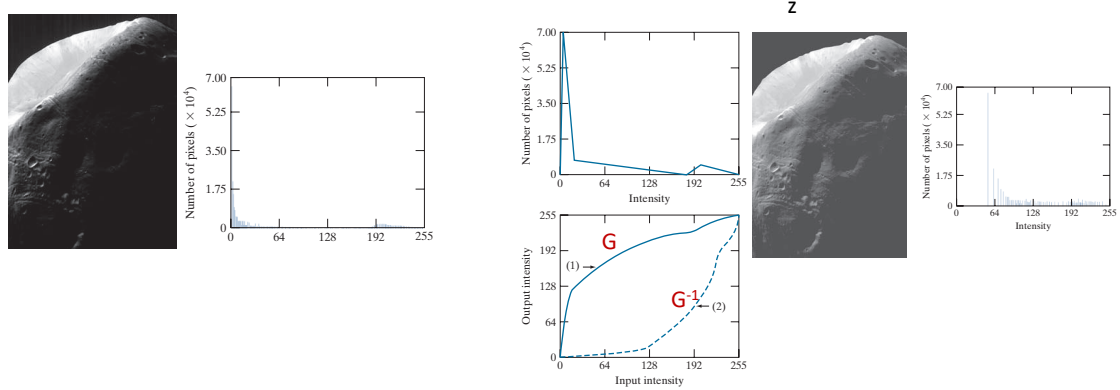 Z
7.00
5.25
3.50
1.75
0
0 64 128 192 255
Number of pixels ( × 10⁴)
7.00
5.25
3.50
1.75
0
0 64 128 192 255
Number of pixels ( × 10⁴)
Intensity
255
192
128
64
0
0 64 128 192 255
Output intensity
Input intensity
G
(1)
G-1
(2)
7.00
5.25
3.50
1.75
0
0 64 128 192 255
Number of pixels ( × 10⁴)
Intensity